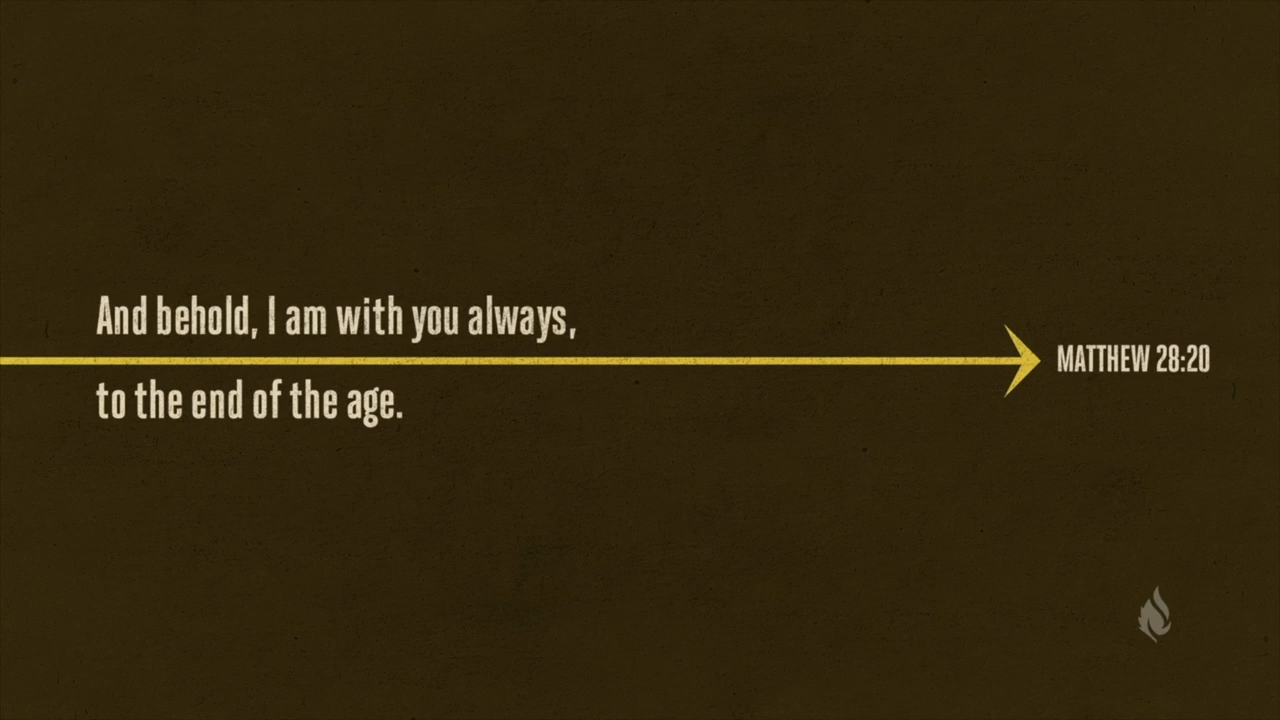 And behold, I am with you always,
to the end of the age.
MATTHEW 28:20